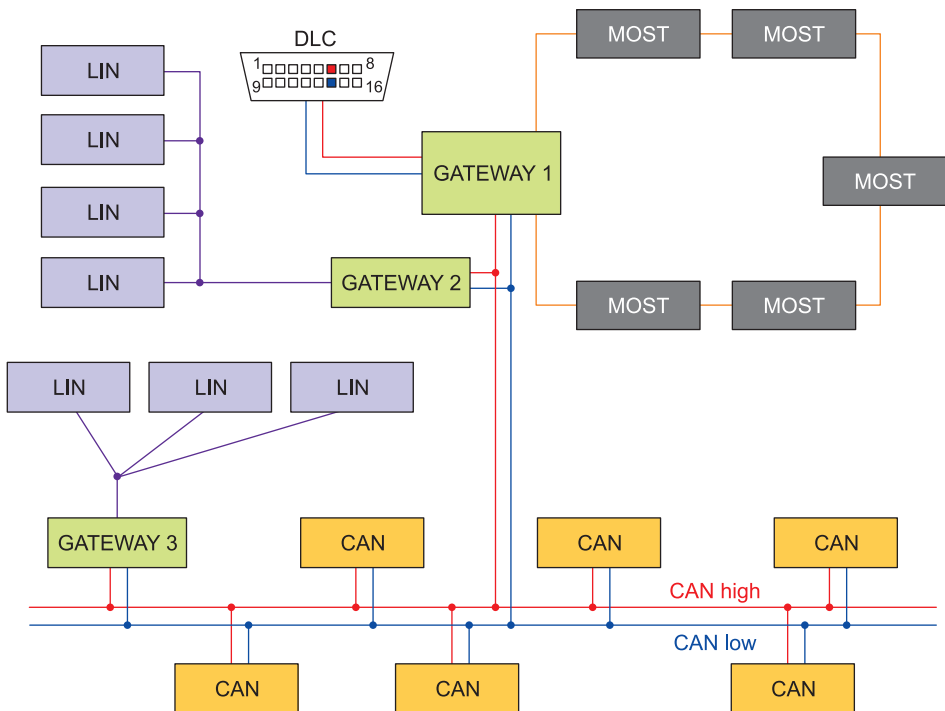 MOST MOST
DLC
LIN
1 8
9 16
LIN
GATEWAY 1
MOST
LIN
LIN
GATEWAY 2
MOST MOST
LIN LIN LIN
GATEWAY 3
CAN CAN CAN
CAN high
CAN low
CAN CAN CAN